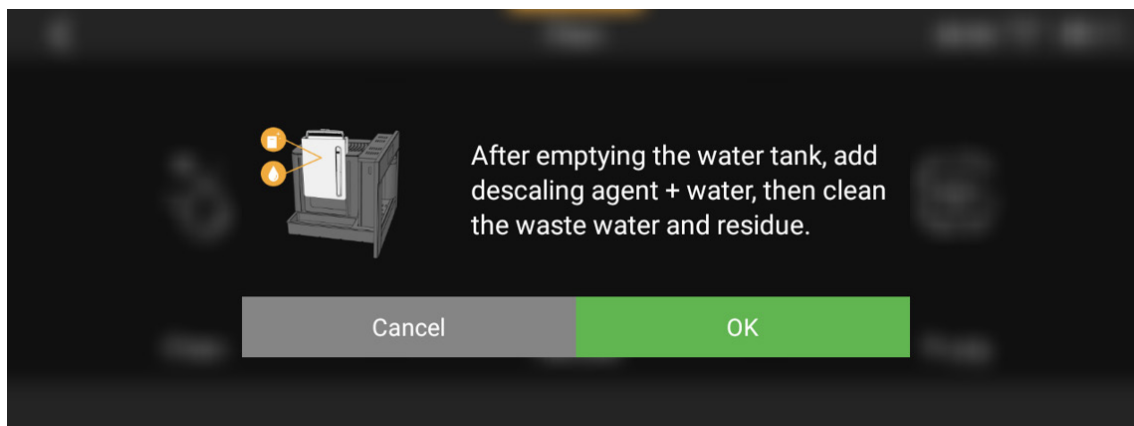 After emptying the water tank, add
descaling agent + water, then clean
the waste water and residue.
Cancel
OK